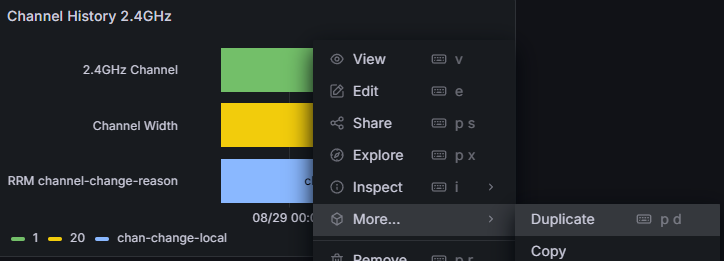 Channel History 2.4GHz
View v
2.4GHz Channel
Edit e
Channel Width
Share p s
Explore p x
RRM channel-change-reason
Inspect i
08/29 00:0
More...
Duplicate p d
1 20 chan-change-local
Remove p r
Copy